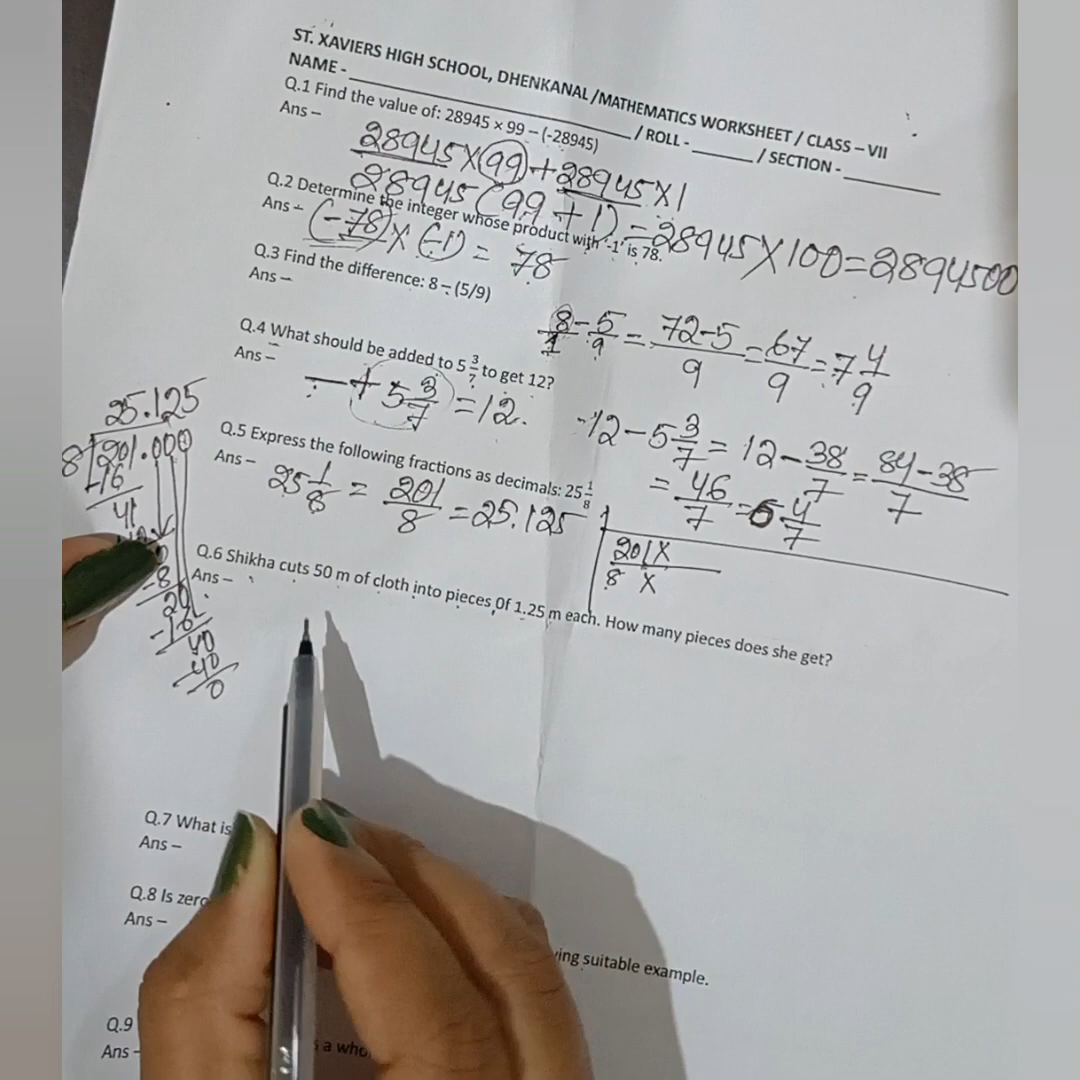 ST. XAVIERS HIGH SCHOOL, DHENKANAL /MATHEMATICS WORKSHEET / CLASS – VII
NAME - / ROLL - / SECTION -
Q.1 Find the value of: 28945 × 99 – (-28945)
Ans –
28945 × 99 + 28945 × 1
28945 (99 + 1) = 28945 × 100 = 2894500
Q.2 Determine the integer whose product with '-1' is 78.
Ans –
(-78) × (-1) = 78
Q.3 Find the difference: 8 – (5/9)
Ans –
8/1 - 5/9 = 72-5/9 = 67/9 = 7 4/9
Q.4 What should be added to 5 3/7 to get 12?
Ans –
— + 5 3/7 = 12.
12 - 5 3/7 = 12 - 38/7 = 84-38/7
= 46/7 = 6 4/7
Q.5 Express the following fractions as decimals: 25 1/8
Ans –
25 1/8 = 201/8 = 25.125
201 X
8 X
25.125
8 201.000
-16
41
-8
20
-16
40
-40
0
Q.6 Shikha cuts 50 m of cloth into pieces 0f 1.25 m each. How many pieces does she get?
Ans –
Q.7 What is
Ans –
Q.8 Is zero
Ans –
ing suitable example.
Q.9
Ans -
a who